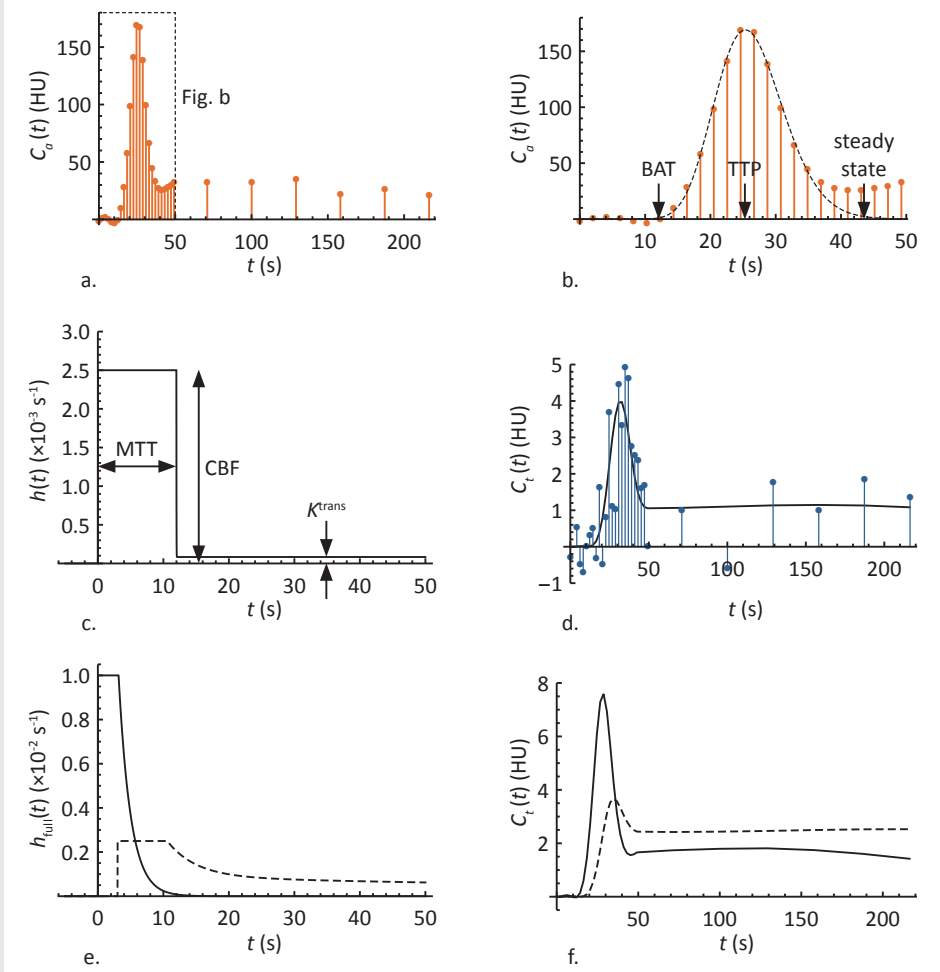 150
100
50
50 100 150 200
C_a (t) (HU)
Fig. b
t (s)
a.
150
100
50
10 20 30 40 50
C_a (t) (HU)
BAT
TTP
steady
state
t (s)
b.
3.0
2.5
2.0
1.5
1.0
0.5
0 10 20 30 40 50
h(t) (×10⁻³ s⁻¹)
MTT
CBF
K^trans
t (s)
c.
5
4
3
2
1
−1
50 100 150 200
C_t (t) (HU)
t (s)
d.
1.0
0.8
0.6
0.4
0.2
0 10 20 30 40 50
h_full(t) (×10⁻² s⁻¹)
t (s)
e.
8
6
4
2
0 50 100 150 200
C_t (t) (HU)
t (s)
f.